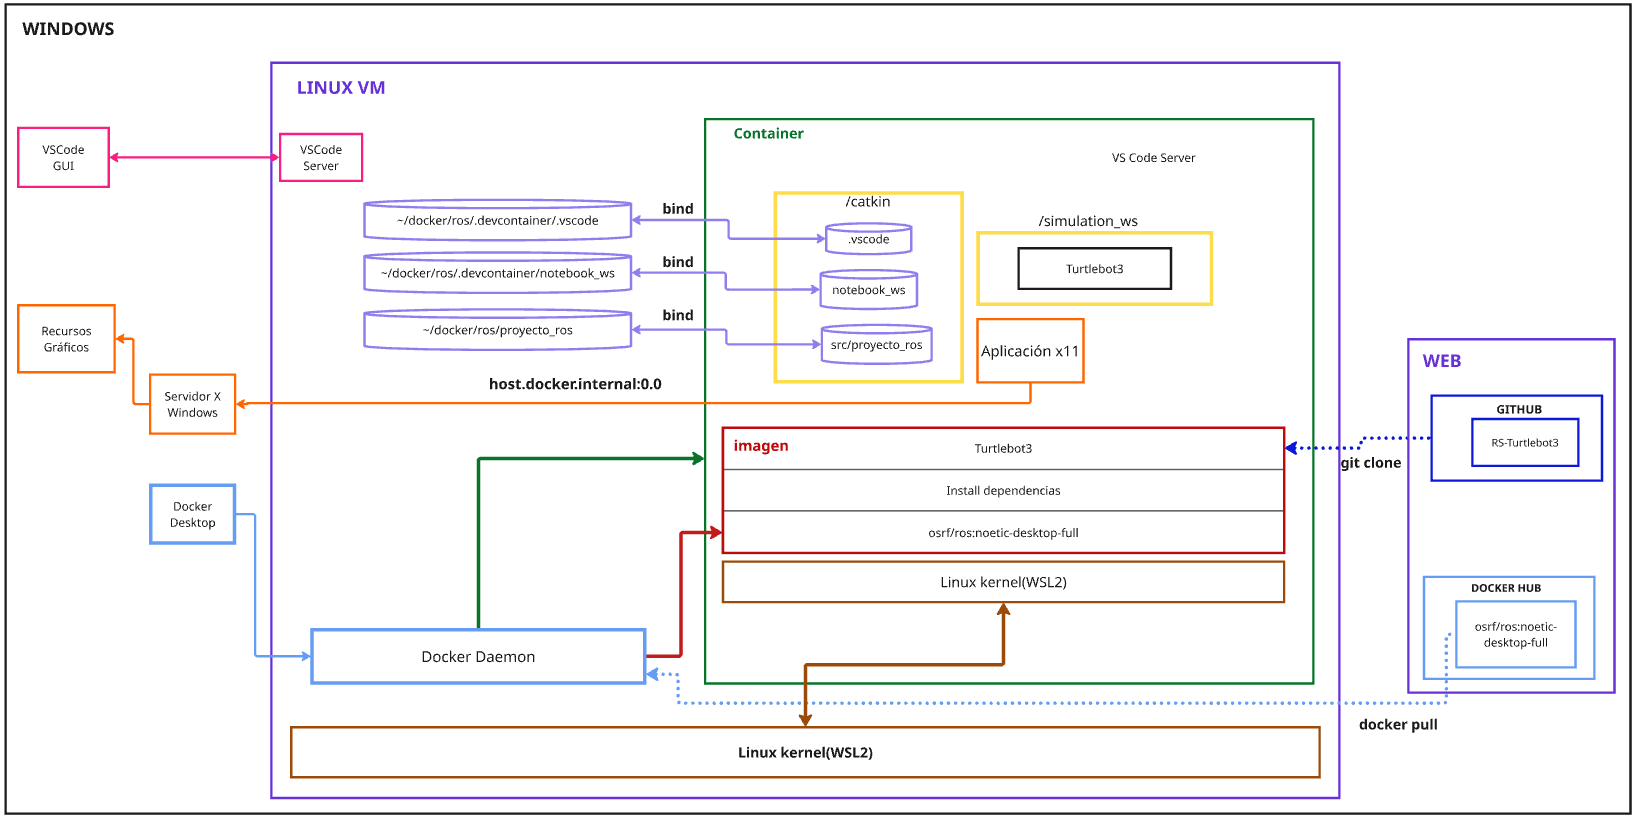 WINDOWS
LINUX VM
VSCode
GUI
VSCode
Server
Container
VS Code Server
~/docker/ros/.devcontainer/.vscode
bind
/catkin
.vscode
/simulation_ws
Turtlebot3
~/docker/ros/.devcontainer/notebook_ws
bind
notebook_ws
~/docker/ros/proyecto_ros
bind
src/proyecto_ros
Aplicación x11
Recursos
Gráficos
Servidor X
Windows
host.docker.internal:0.0
WEB
GITHUB
RS-Turtlebot3
git clone
imagen
Turtlebot3
Install dependencias
osrf/ros:noetic-desktop-full
Linux kernel(WSL2)
Docker
Desktop
Docker Daemon
DOCKER HUB
osrf/ros:noetic-
desktop-full
docker pull
Linux kernel(WSL2)